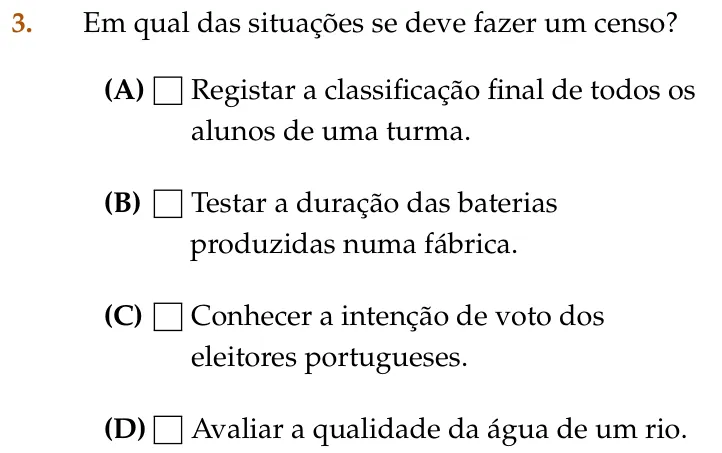 3. Em qual das situações se deve fazer um censo?
(A) Registar a classificação final de todos os
alunos de uma turma.
(B) Testar a duração das baterias
produzidas numa fábrica.
(C) Conhecer a intenção de voto dos
eleitores portugueses.
(D) Avaliar a qualidade da água de um rio.